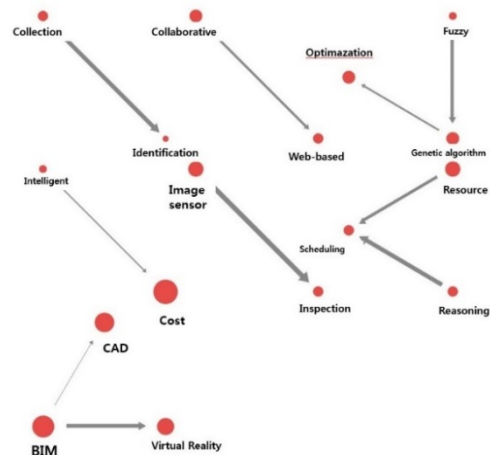 Collection
Collaborative
Fuzzy
Optimazation
Identification
Web-based
Genetic algorithm
Intelligent
Image
sensor
Resource
Scheduling
Cost
Inspection
Reasoning
CAD
BIM
Virtual Reality